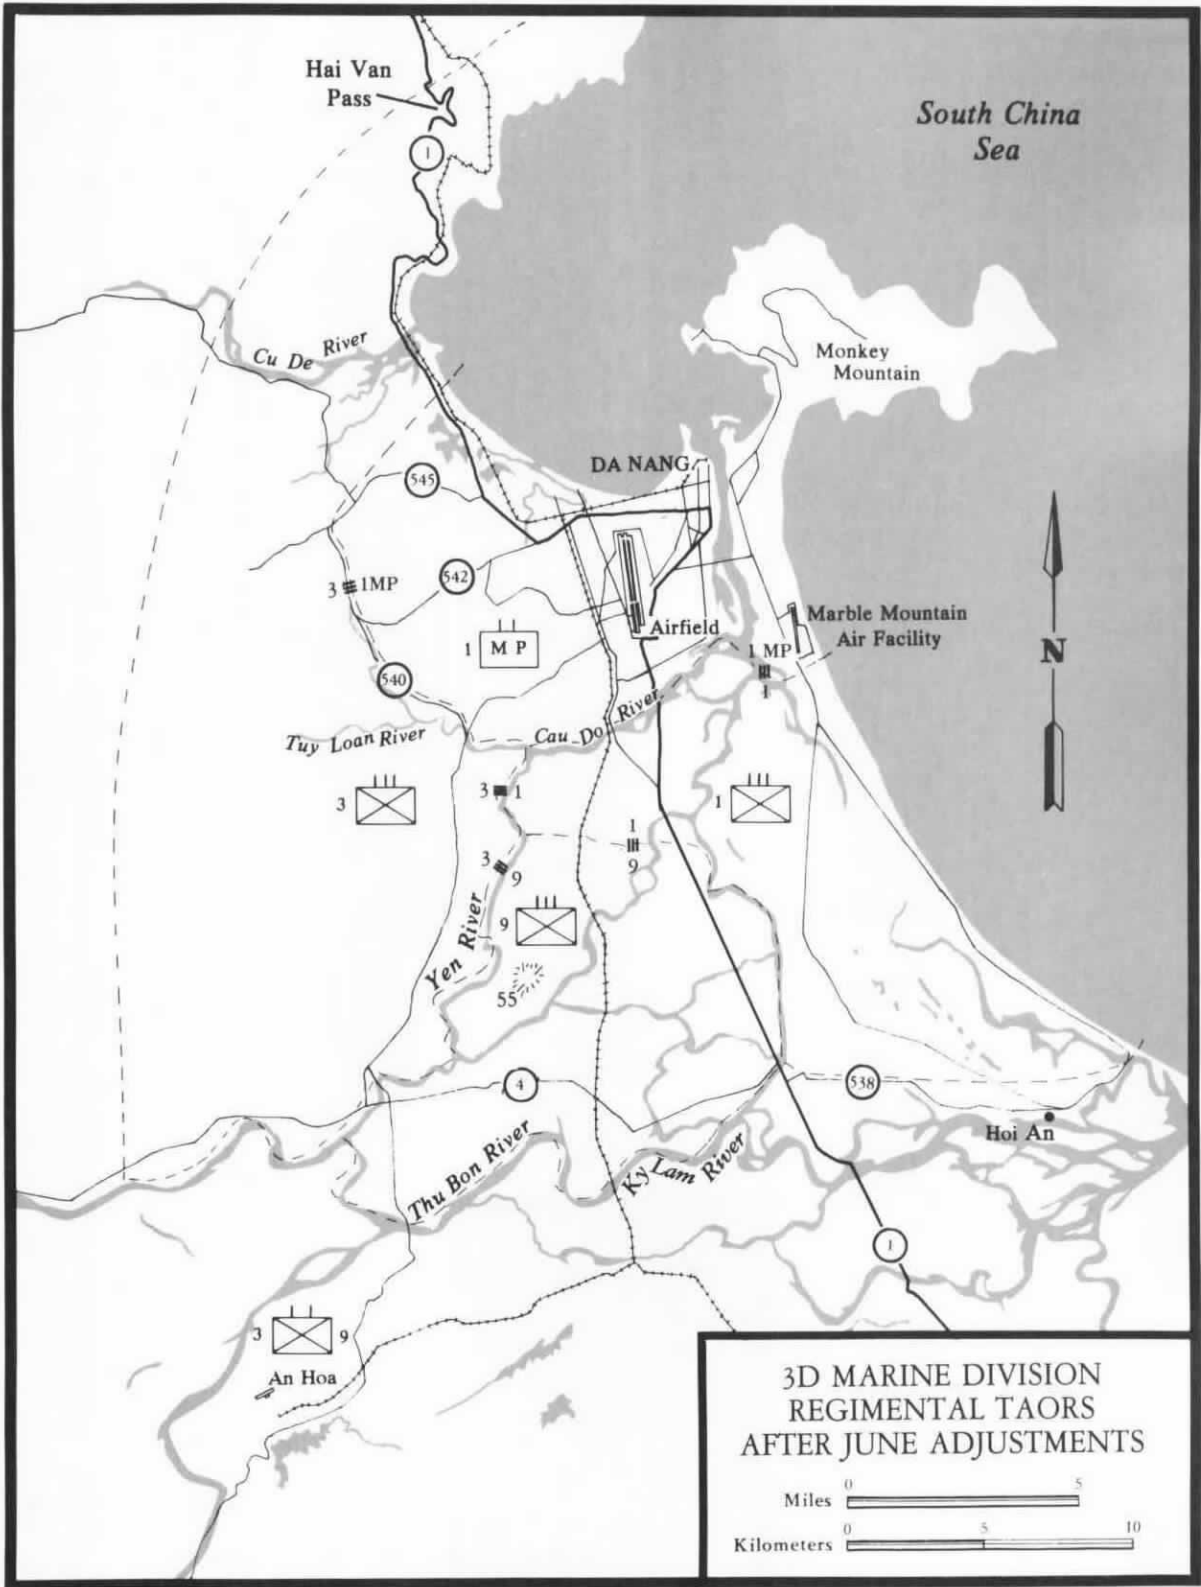 Hai Van
Pass
South China
Sea
1
Cu De River
Monkey
Mountain
DA NANG
545
542
3 1MP
Airfield
Marble Mountain
Air Facility
1 MP
1 MP
1
540
N
Tuy Loan River
Cau Do River
3
3 1
1
1
9
3
9
9
Yen River
55
4
538
Hoi An
Thu Bon River
Ky Lam River
1
3 9
An Hoa
3D MARINE DIVISION
REGIMENTAL TAORS
AFTER JUNE ADJUSTMENTS
0 5
Miles
0 5 10
Kilometers